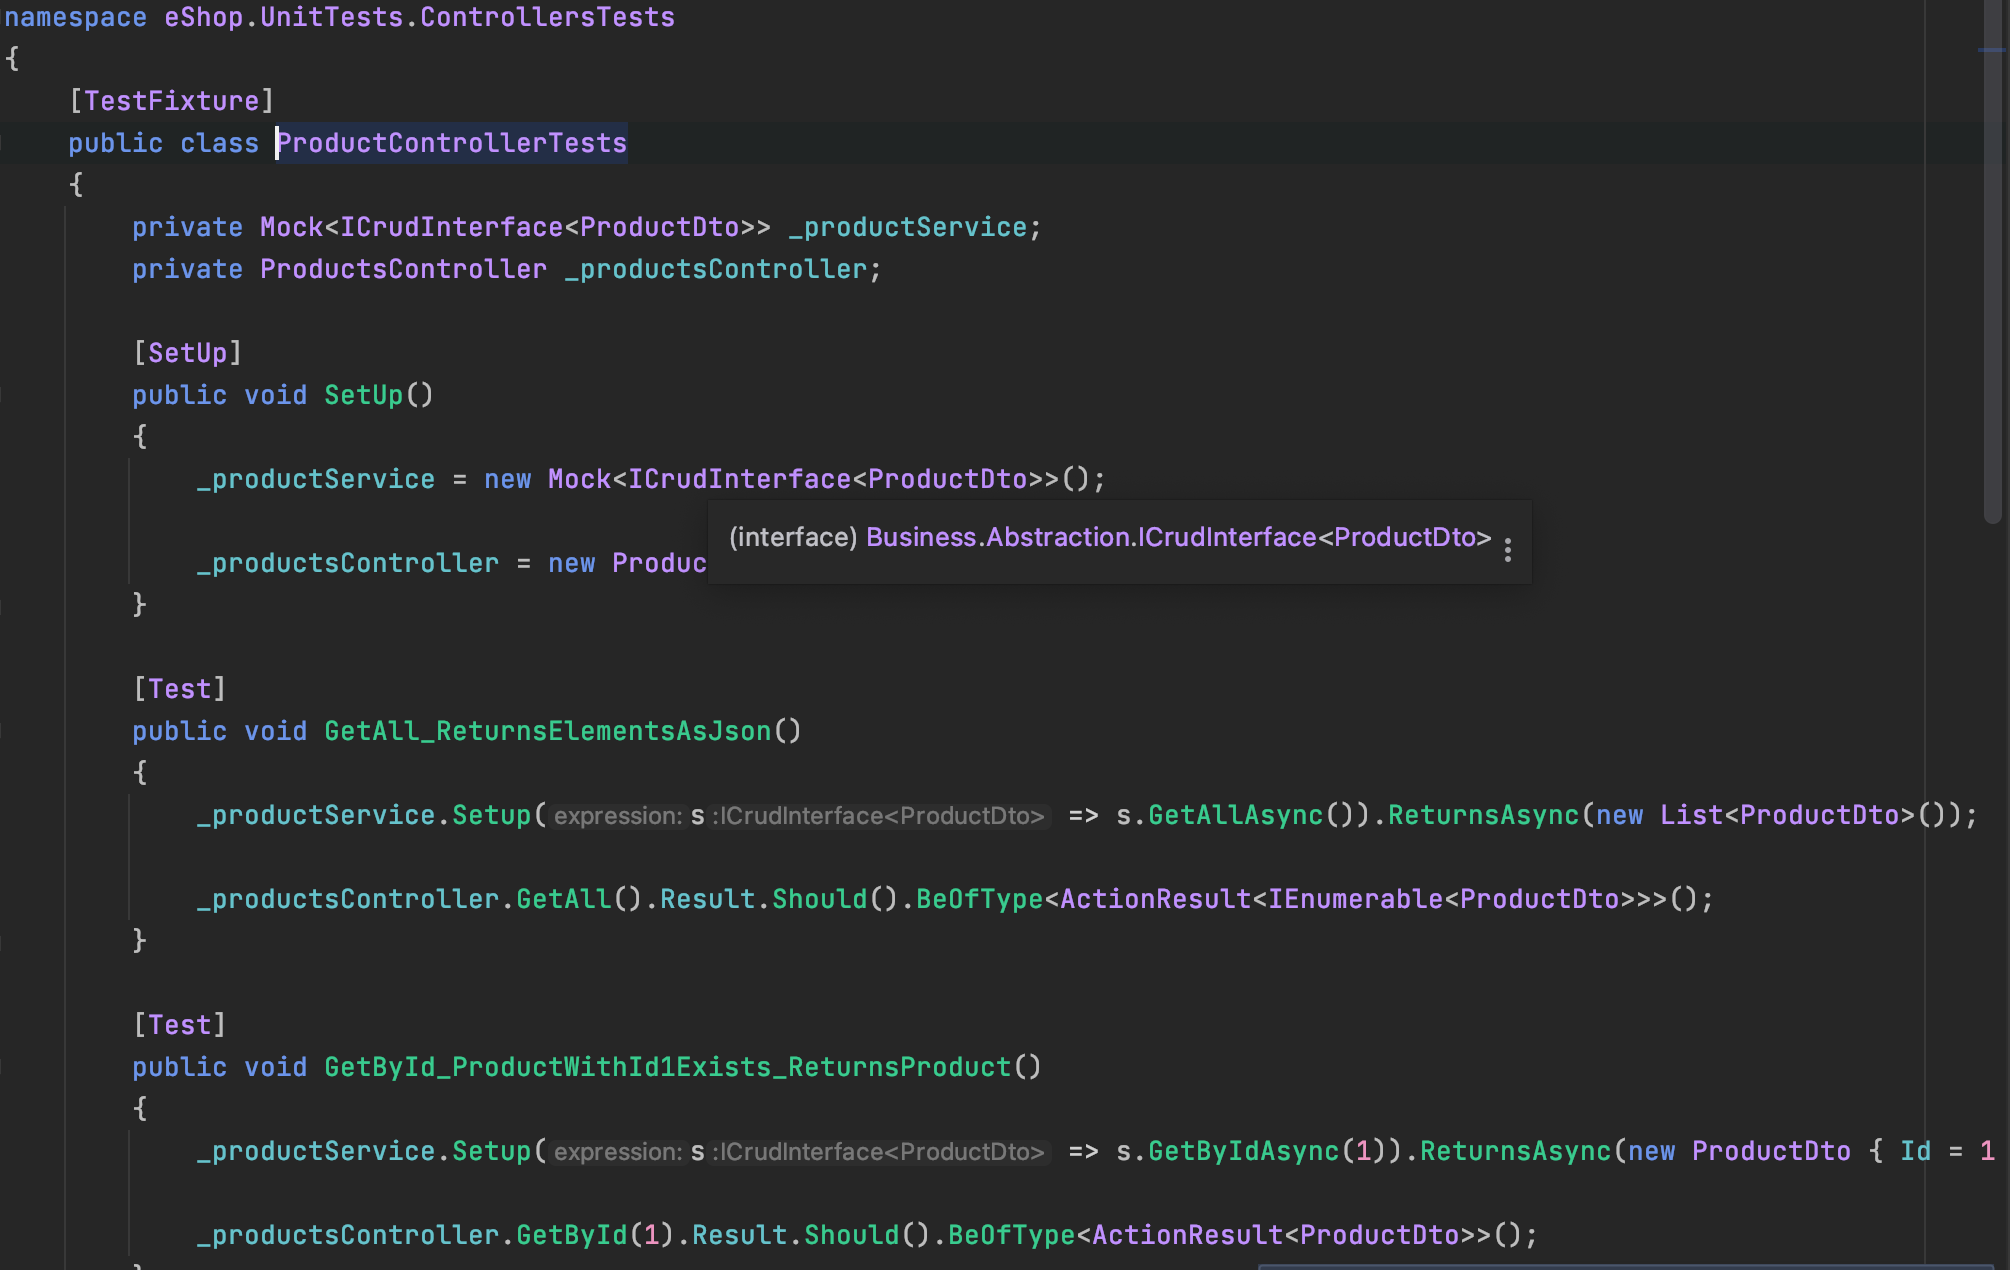 namespace eShop.UnitTests.ControllersTests
{
[TestFixture]
public class ProductControllerTests
{
private Mock<ICrudInterface<ProductDto>> _productService;
private ProductsController _productsController;
[SetUp]
public void SetUp()
{
_productService = new Mock<ICrudInterface<ProductDto>>();
(interface) Business.Abstraction.ICrudInterface<ProductDto>
_productsController = new Produc
}
[Test]
public void GetAll_ReturnsElementsAsJson()
{
_productService.Setup(expression: s :ICrudInterface<ProductDto> => s.GetAllAsync()).ReturnsAsync(new List<ProductDto>());
_productsController.GetAll().Result.Should().BeOfType<ActionResult<IEnumerable<ProductDto>>>();
}
[Test]
public void GetById_ProductWithId1Exists_ReturnsProduct()
{
_productService.Setup(expression: s :ICrudInterface<ProductDto> => s.GetByIdAsync(1)).ReturnsAsync(new ProductDto { Id = 1
_productsController.GetById(1).Result.Should().BeOfType<ActionResult<ProductDto>>();